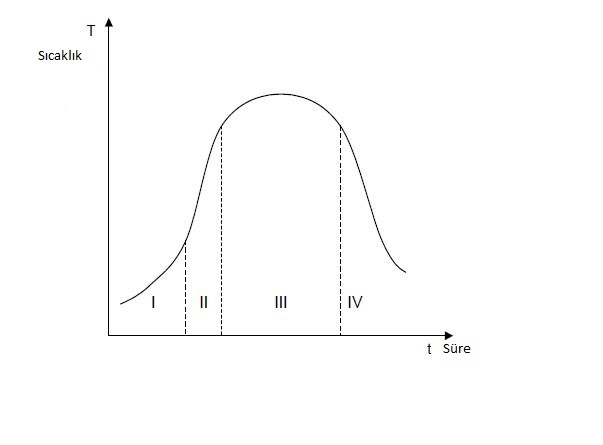 T
Sıcaklık
I II III IV
t Süre